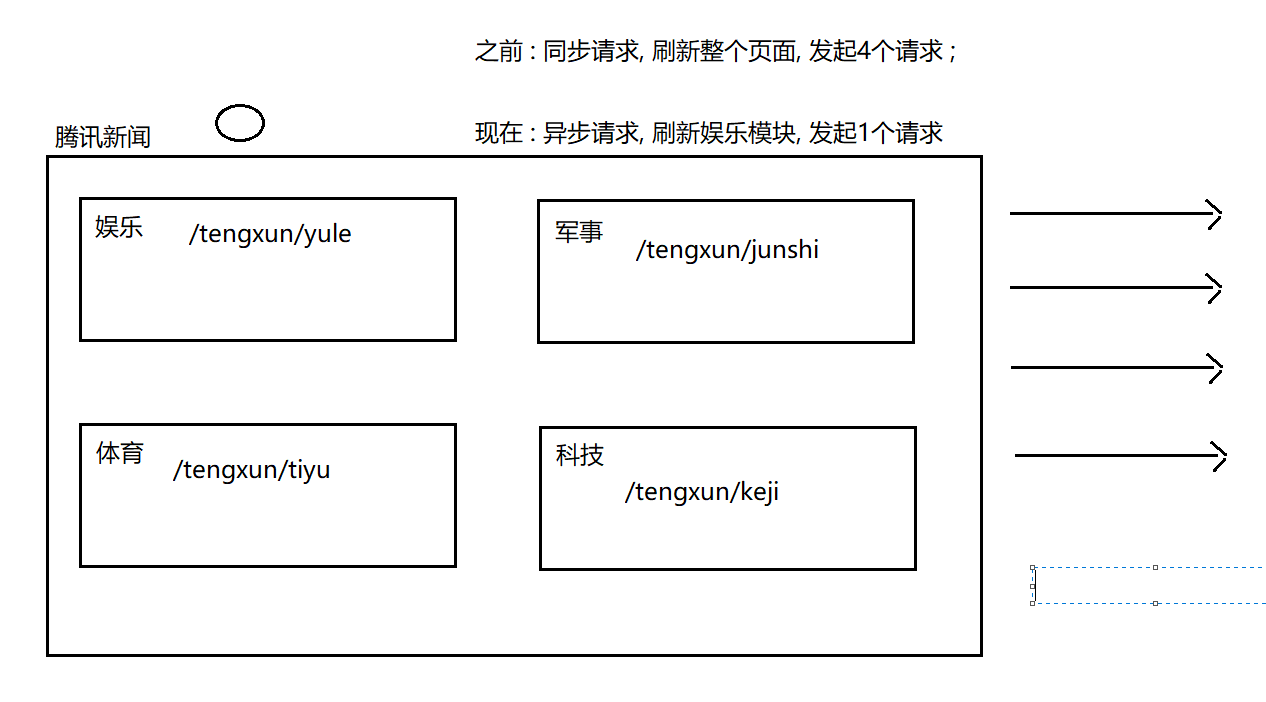 之前 : 同步请求, 刷新整个页面, 发起4个请求 ;
现在 : 异步请求, 刷新娱乐模块, 发起1个请求
腾讯新闻
娱乐 /tengxun/yule
军事 /tengxun/junshi
体育 /tengxun/tiyu
科技
/tengxun/keji